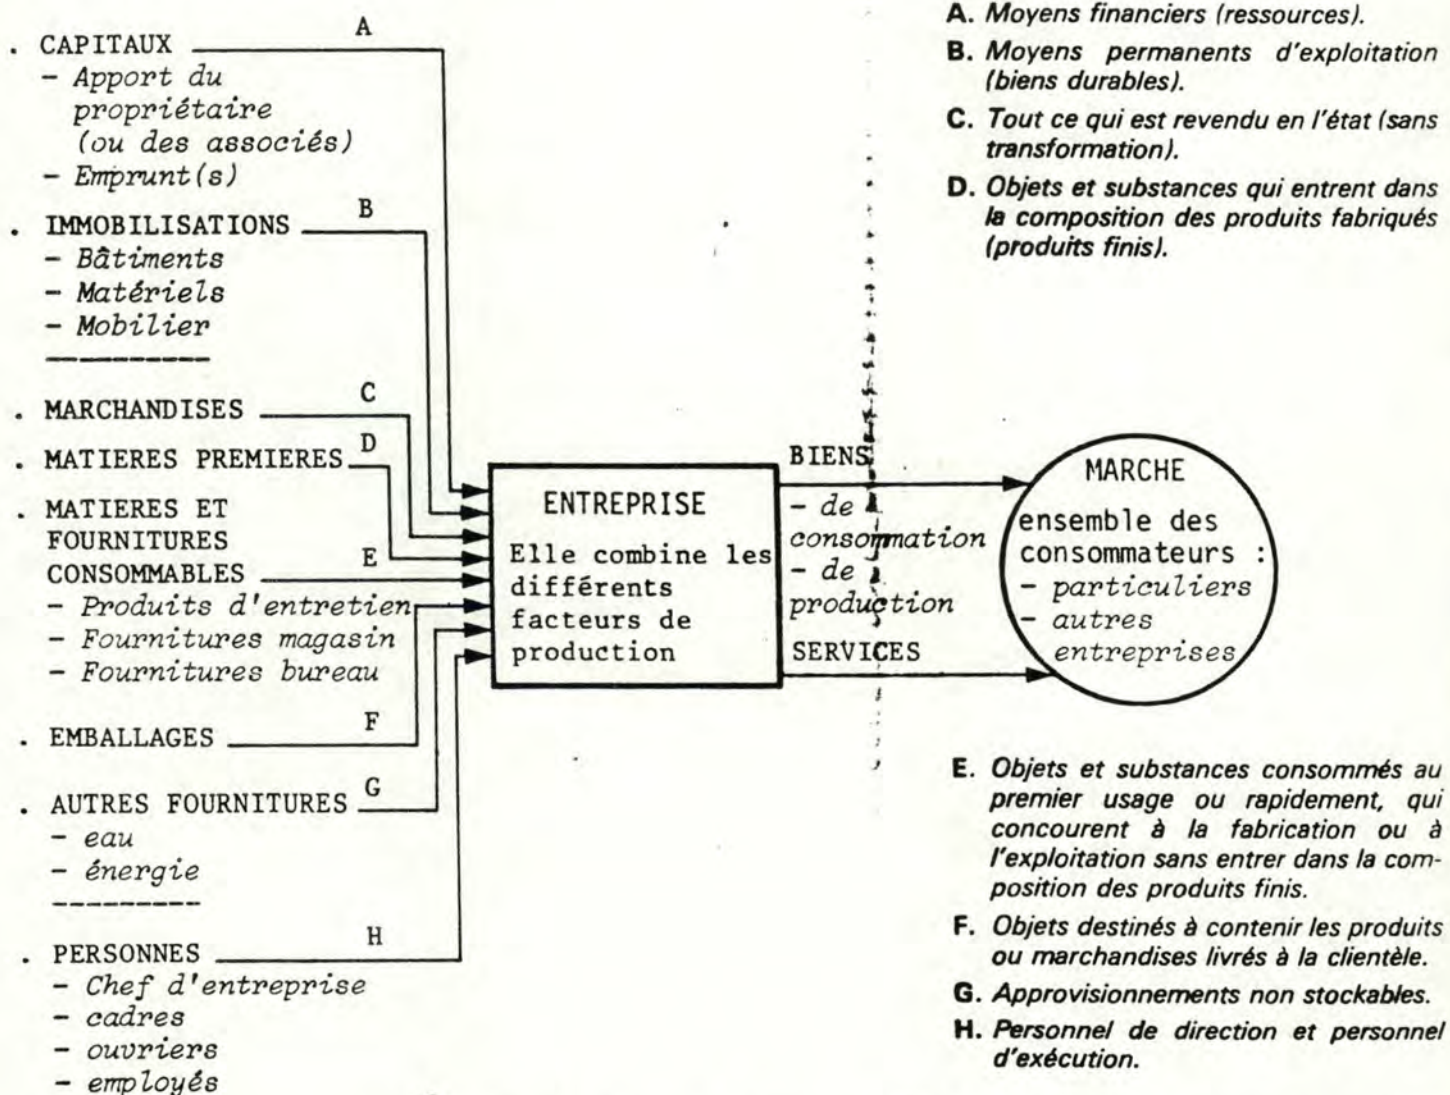 . CAPITAUX A
- Apport du
propriétaire
(ou des associés)
- Emprunt(s)
. IMMOBILISATIONS B
- Bâtiments
- Matériels
- Mobilier
----------
. MARCHANDISES C
. MATIERES PREMIERES D
. MATIERES ET
FOURNITURES
CONSOMMABLES E
- Produits d'entretien
- Fournitures magasin
- Fournitures bureau
. EMBALLAGES F
. AUTRES FOURNITURES G
- eau
- énergie
----------
. PERSONNES H
- Chef d'entreprise
- cadres
- ouvriers
- employés
ENTREPRISE
Elle combine les
différents
facteurs de
production
BIENS
- de
consommation
- de
production
SERVICES
MARCHE
ensemble des
consommateurs :
- particuliers
- autres
entreprises
A. Moyens financiers (ressources).
B. Moyens permanents d'exploitation
(biens durables).
C. Tout ce qui est revendu en l'état (sans
transformation).
D. Objets et substances qui entrent dans
la composition des produits fabriqués
(produits finis).
E. Objets et substances consommés au
premier usage ou rapidement, qui
concourent à la fabrication ou à
l'exploitation sans entrer dans la com-
position des produits finis.
F. Objets destinés à contenir les produits
ou marchandises livrés à la clientèle.
G. Approvisionnements non stockables.
H. Personnel de direction et personnel
d'exécution.